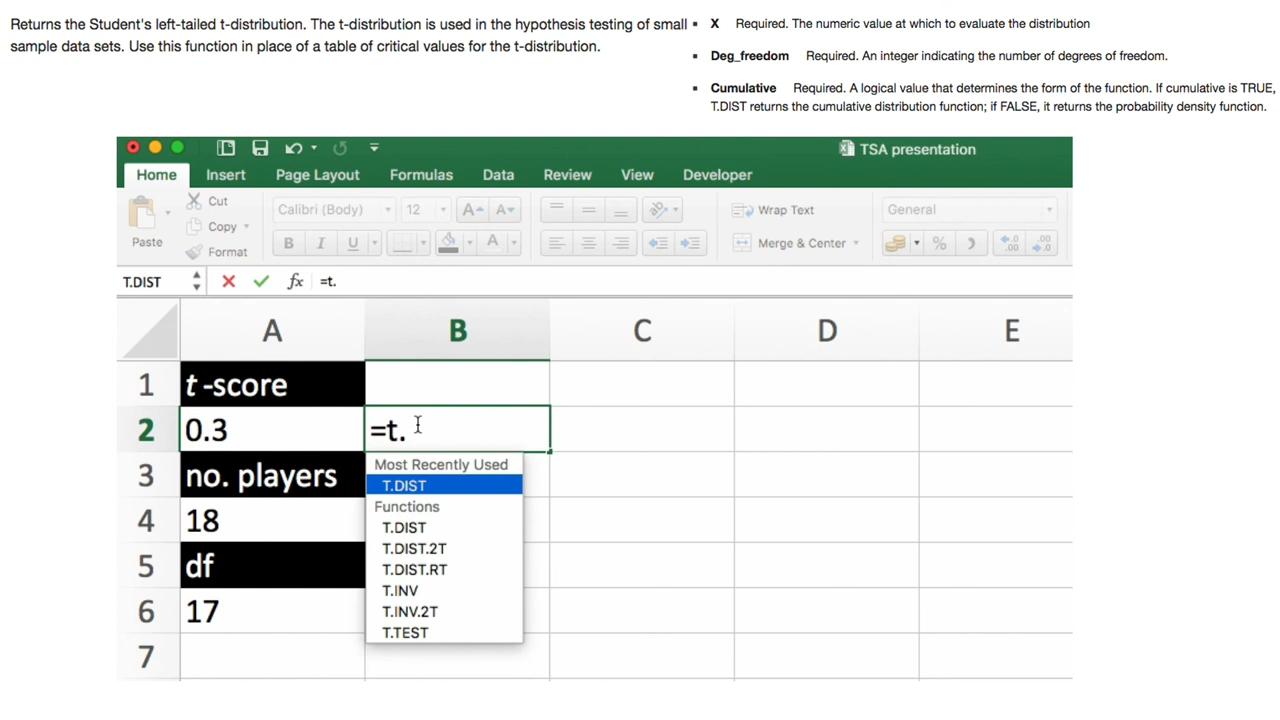 Returns the Student's left-tailed t-distribution. The t-distribution is used in the hypothesis testing of small
sample data sets. Use this function in place of a table of critical values for the t-distribution.
▪ X Required. The numeric value at which to evaluate the distribution
▪ Deg_freedom Required. An integer indicating the number of degrees of freedom.
▪ Cumulative Required. A logical value that determines the form of the function. If cumulative is TRUE,
T.DIST returns the cumulative distribution function; if FALSE, it returns the probability density function.
TSA presentation
Home Insert Page Layout Formulas Data Review View Developer
Cut
Copy
Format
Paste
Calibri (Body) 12 A A
B I U A
Wrap Text
Merge & Center
General
% )
.0 .00
.00 .0
T.DIST fx =t.
A B C D E
1 t-score
2 0.3 =t.
3 no. players
4 18
5 df
6 17
7
Most Recently Used
T.DIST
Functions
T.DIST
T.DIST.2T
T.DIST.RT
T.INV
T.INV.2T
T.TEST